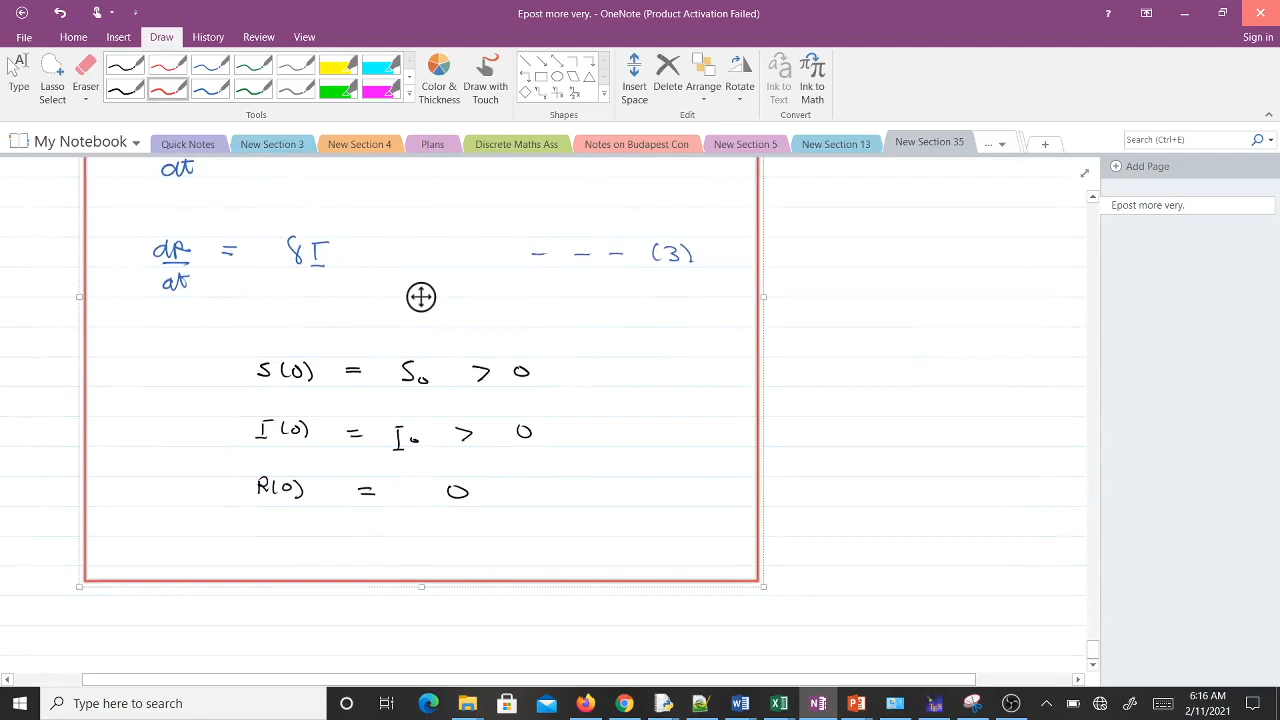 Epost more very. - OneNote (Product Activation Failed)
File Home Insert Draw History Review View Sign in
Type Lasso Select Eraser Color & Thickness Draw with Touch Insert Space Delete Arrange Rotate Ink to Text Ink to Math
Tools Shapes Edit Convert
My Notebook Quick Notes New Section 3 New Section 4 Plans Discrete Maths Ass Notes on Budapest Con New Section 5 New Section 13 New Section 35 ... Search (Ctrl+E)
Add Page
Epost more very.
dt
dR/dt = γI - - - (3)
S(0) = S₀ > 0
I(0) = I₀ > 0
R(0) = 0
Type here to search
6:16 AM
2/11/2021